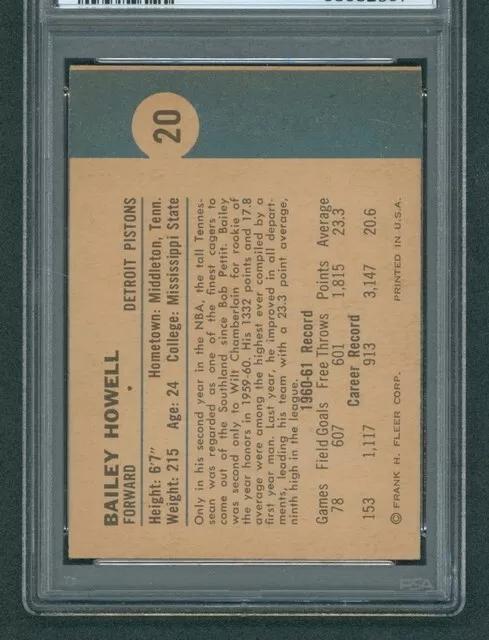 20
BAILEY HOWELL
FORWARD • DETROIT PISTONS
Height: 6'7" Hometown: Middleton, Tenn.
Weight: 215 Age: 24 College: Mississippi State
Only in his second year in the NBA, the tall Tennes-
sean was regarded as one of the finest cagers to
come out of the Southland since Bob Pettit. Bailey
was second only to Wilt Chamberlain for rookie of
the year honors in 1959-60. His 1332 points and 17.8
average were among the highest ever compiled by a
first year man. Last year, he improved in all depart-
ments, leading his team with a 23.3 point average,
ninth high in the league.
1960-61 Record
Games Field Goals Free Throws Points Average
78 607 601 1,815 23.3
Career Record
153 1,117 913 3,147 20.6
© FRANK H. FLEER CORP. PRINTED IN U.S.A.
PSA